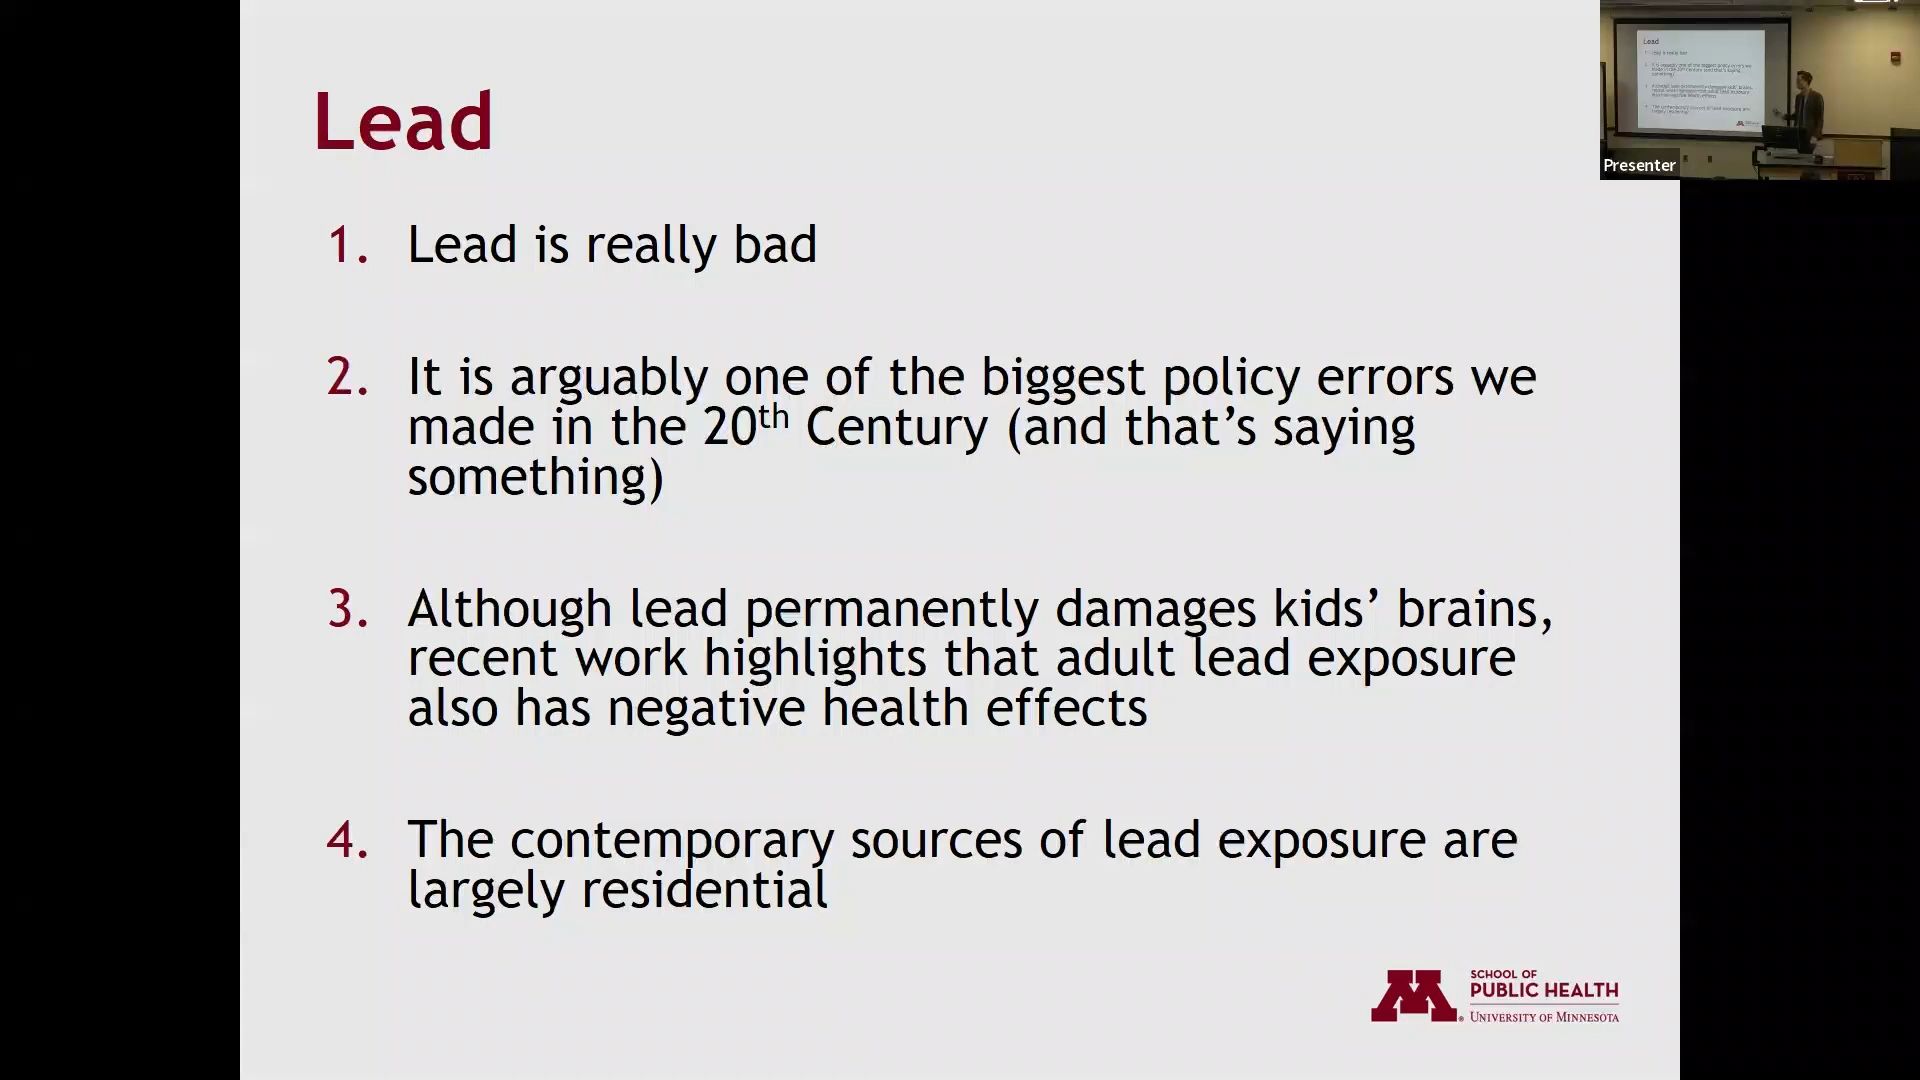 Lead
1. Lead is really bad
2. It is arguably one of the biggest policy errors we
made in the 20th Century (and that’s saying
something)
3. Although lead permanently damages kids’ brains,
recent work highlights that adult lead exposure
also has negative health effects
4. The contemporary sources of lead exposure are
largely residential
SCHOOL OF
PUBLIC HEALTH
UNIVERSITY OF MINNESOTA
Presenter